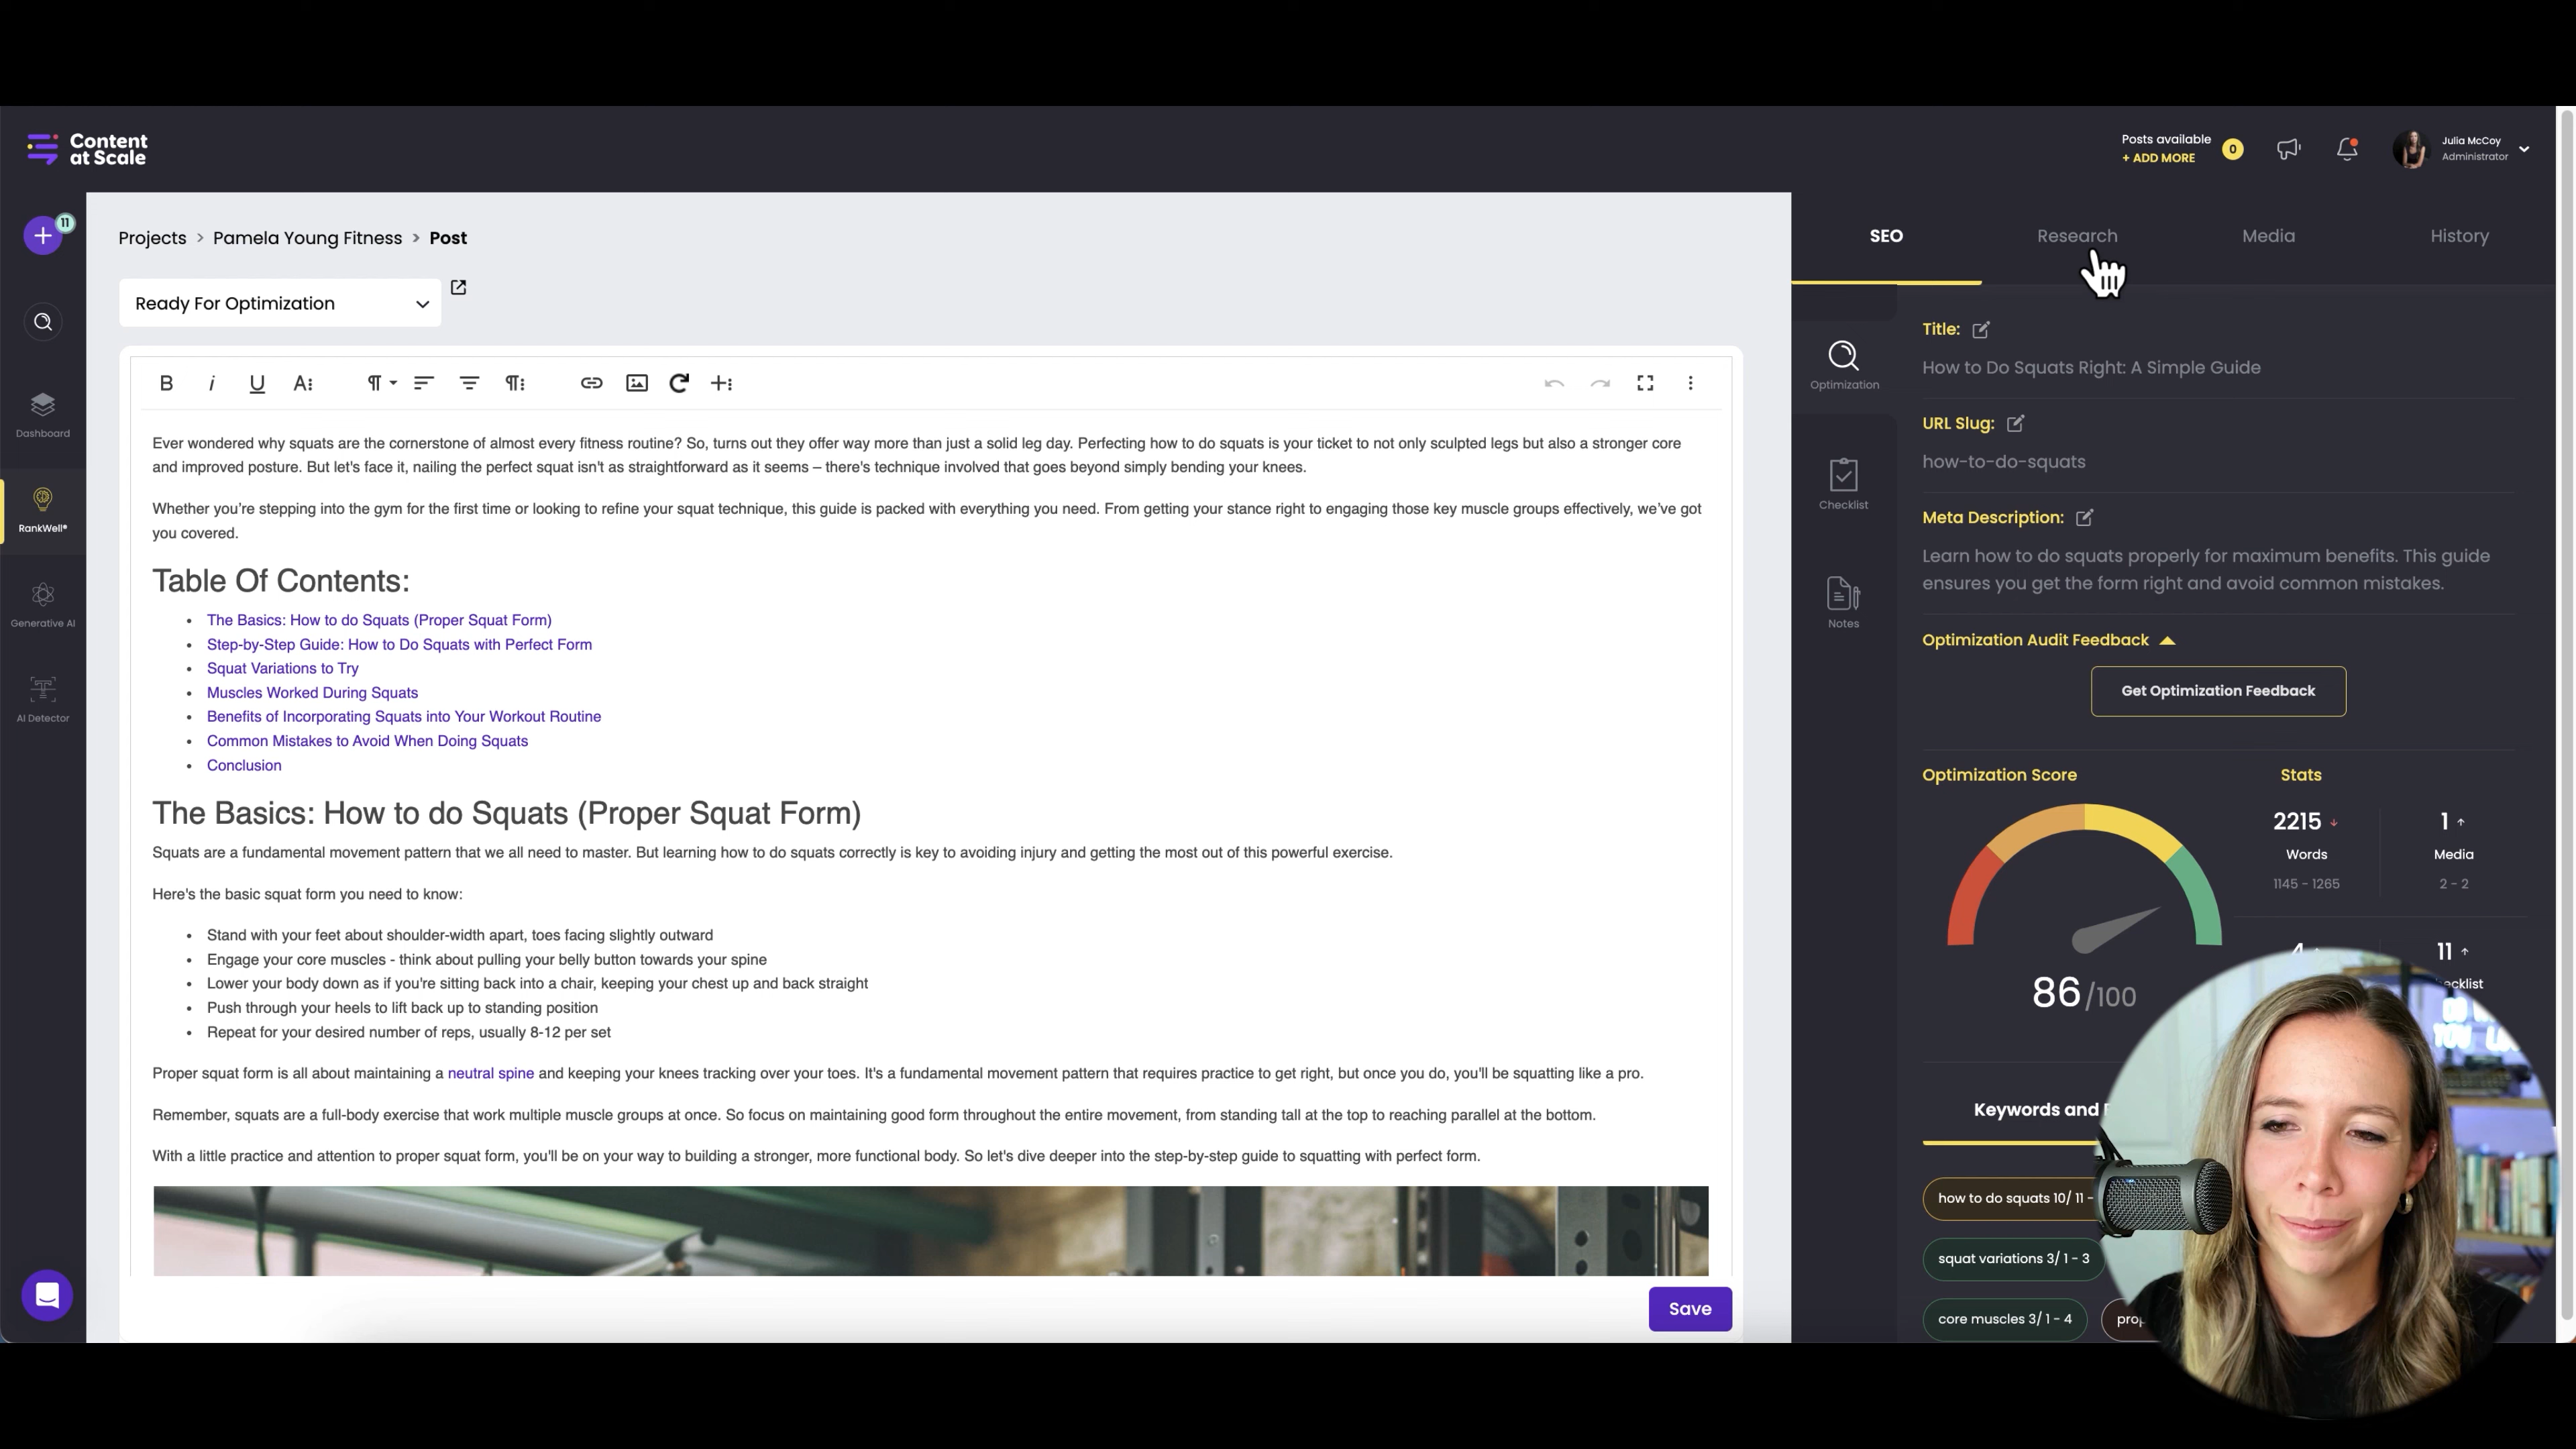 Content
at Scale
Posts available
+ ADD MORE
0
Julia McCoy
Administrator
11
Dashboard
RankWell®
Generative AI
AI Detector
Projects > Pamela Young Fitness > Post
Ready For Optimization
Ever wondered why squats are the cornerstone of almost every fitness routine? So, turns out they offer way more than just a solid leg day. Perfecting how to do squats is your ticket to not only sculpted legs but also a stronger core
and improved posture. But let's face it, nailing the perfect squat isn't as straightforward as it seems – there's technique involved that goes beyond simply bending your knees.
Whether you're stepping into the gym for the first time or looking to refine your squat technique, this guide is packed with everything you need. From getting your stance right to engaging those key muscle groups effectively, we've got
you covered.
Table Of Contents:
• The Basics: How to do Squats (Proper Squat Form)
• Step-by-Step Guide: How to Do Squats with Perfect Form
• Squat Variations to Try
• Muscles Worked During Squats
• Benefits of Incorporating Squats into Your Workout Routine
• Common Mistakes to Avoid When Doing Squats
• Conclusion
The Basics: How to do Squats (Proper Squat Form)
Squats are a fundamental movement pattern that we all need to master. But learning how to do squats correctly is key to avoiding injury and getting the most out of this powerful exercise.
Here's the basic squat form you need to know:
• Stand with your feet about shoulder-width apart, toes facing slightly outward
• Engage your core muscles - think about pulling your belly button towards your spine
• Lower your body down as if you're sitting back into a chair, keeping your chest up and back straight
• Push through your heels to lift back up to standing position
• Repeat for your desired number of reps, usually 8-12 per set
Proper squat form is all about maintaining a neutral spine and keeping your knees tracking over your toes. It's a fundamental movement pattern that requires practice to get right, but once you do, you'll be squatting like a pro.
Remember, squats are a full-body exercise that work multiple muscle groups at once. So focus on maintaining good form throughout the entire movement, from standing tall at the top to reaching parallel at the bottom.
With a little practice and attention to proper squat form, you'll be on your way to building a stronger, more functional body. So let's dive deeper into the step-by-step guide to squatting with perfect form.
Save
SEO
Research
Media
History
Optimization
Checklist
Notes
Title:
How to Do Squats Right: A Simple Guide
URL Slug:
how-to-do-squats
Meta Description:
Learn how to do squats properly for maximum benefits. This guide
ensures you get the form right and avoid common mistakes.
Optimization Audit Feedback
Get Optimization Feedback
Optimization Score
86/100
Stats
2215
Words
1145 - 1265
1
Media
2 - 2
4
11
ecklist
Keywords and
how to do squats 10/ 11 -
squat variations 3/ 1 - 3
core muscles 3/ 1 - 4
YOU